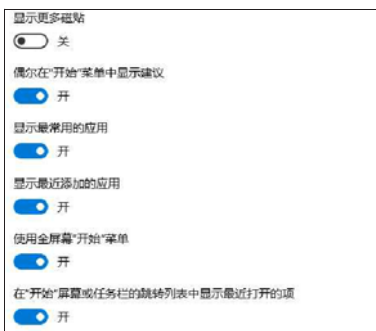 显示更多磁贴
关
偶尔在"开始"菜单中显示建议
开
显示最常用的应用
开
显示最近添加的应用
开
使用全屏幕"开始"菜单
开
在"开始"屏幕或任务栏的跳转列表中显示最近打开的项
开